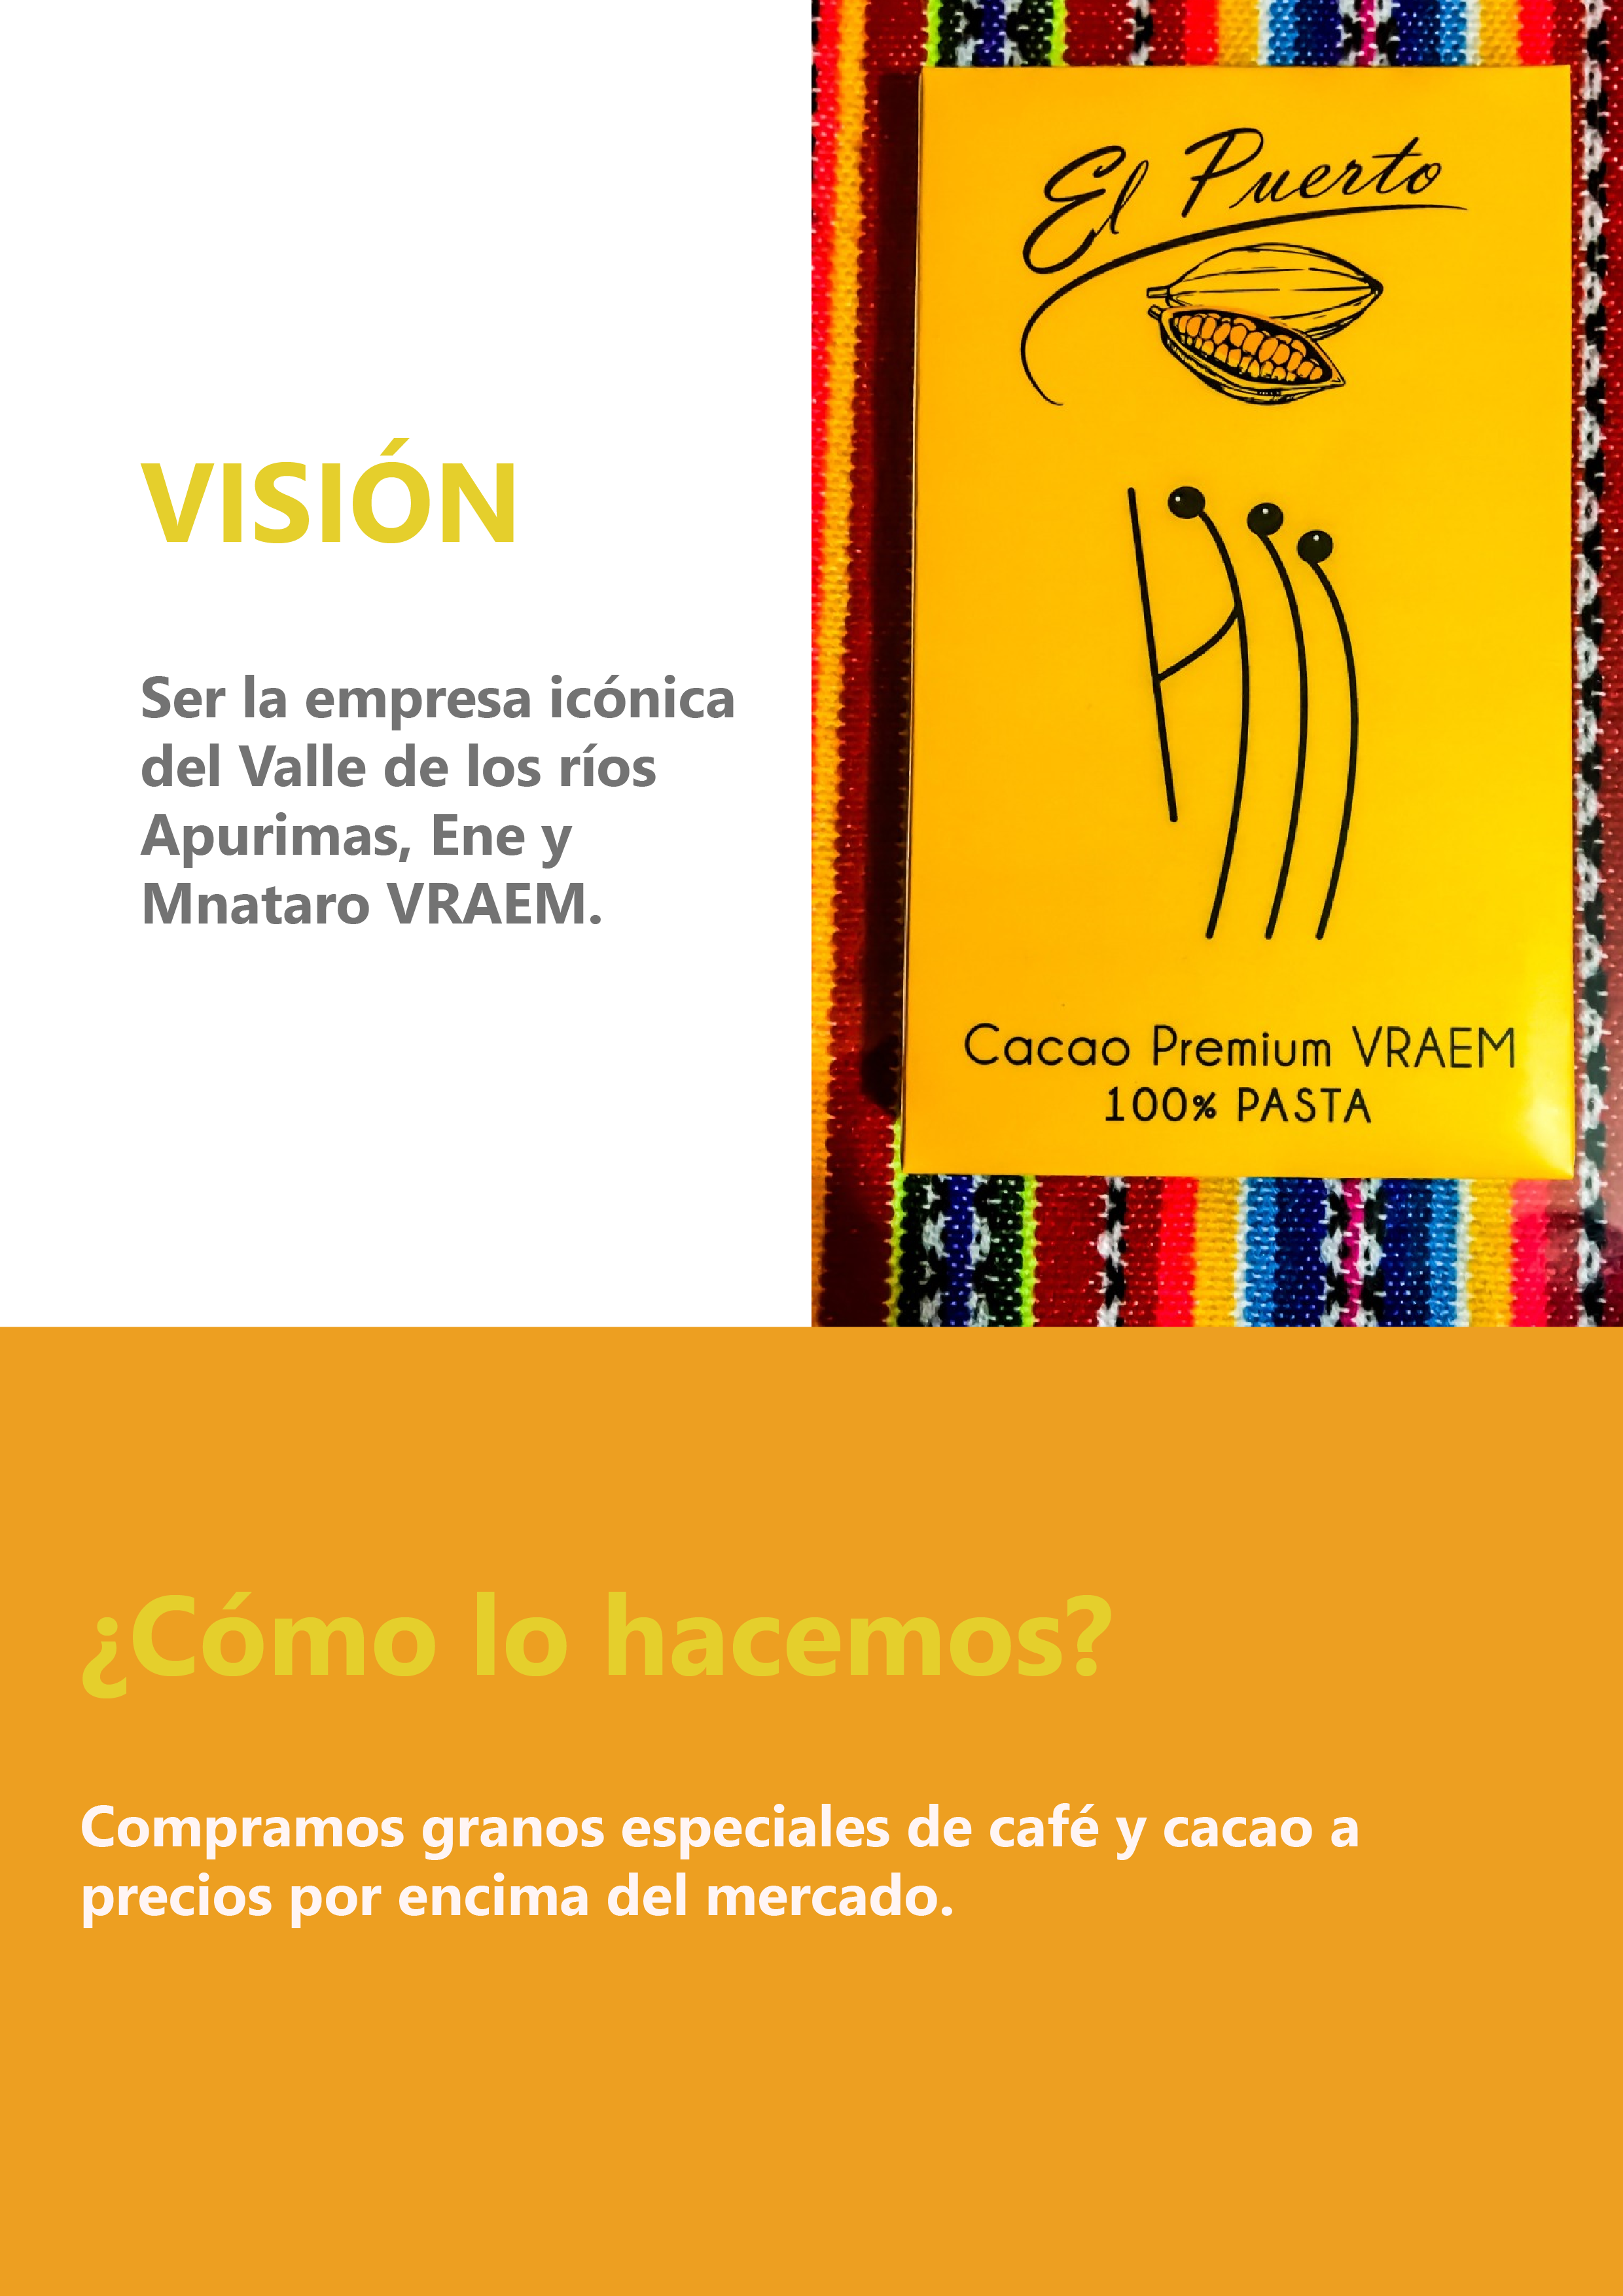 VISIÓN
Ser la empresa icónica
del Valle de los ríos
Apurimas, Ene y
Mnataro VRAEM.
El Puerto
Cacao Premium VRAEM
100% PASTA
¿Cómo lo hacemos?
Compramos granos especiales de café y cacao a
precios por encima del mercado.